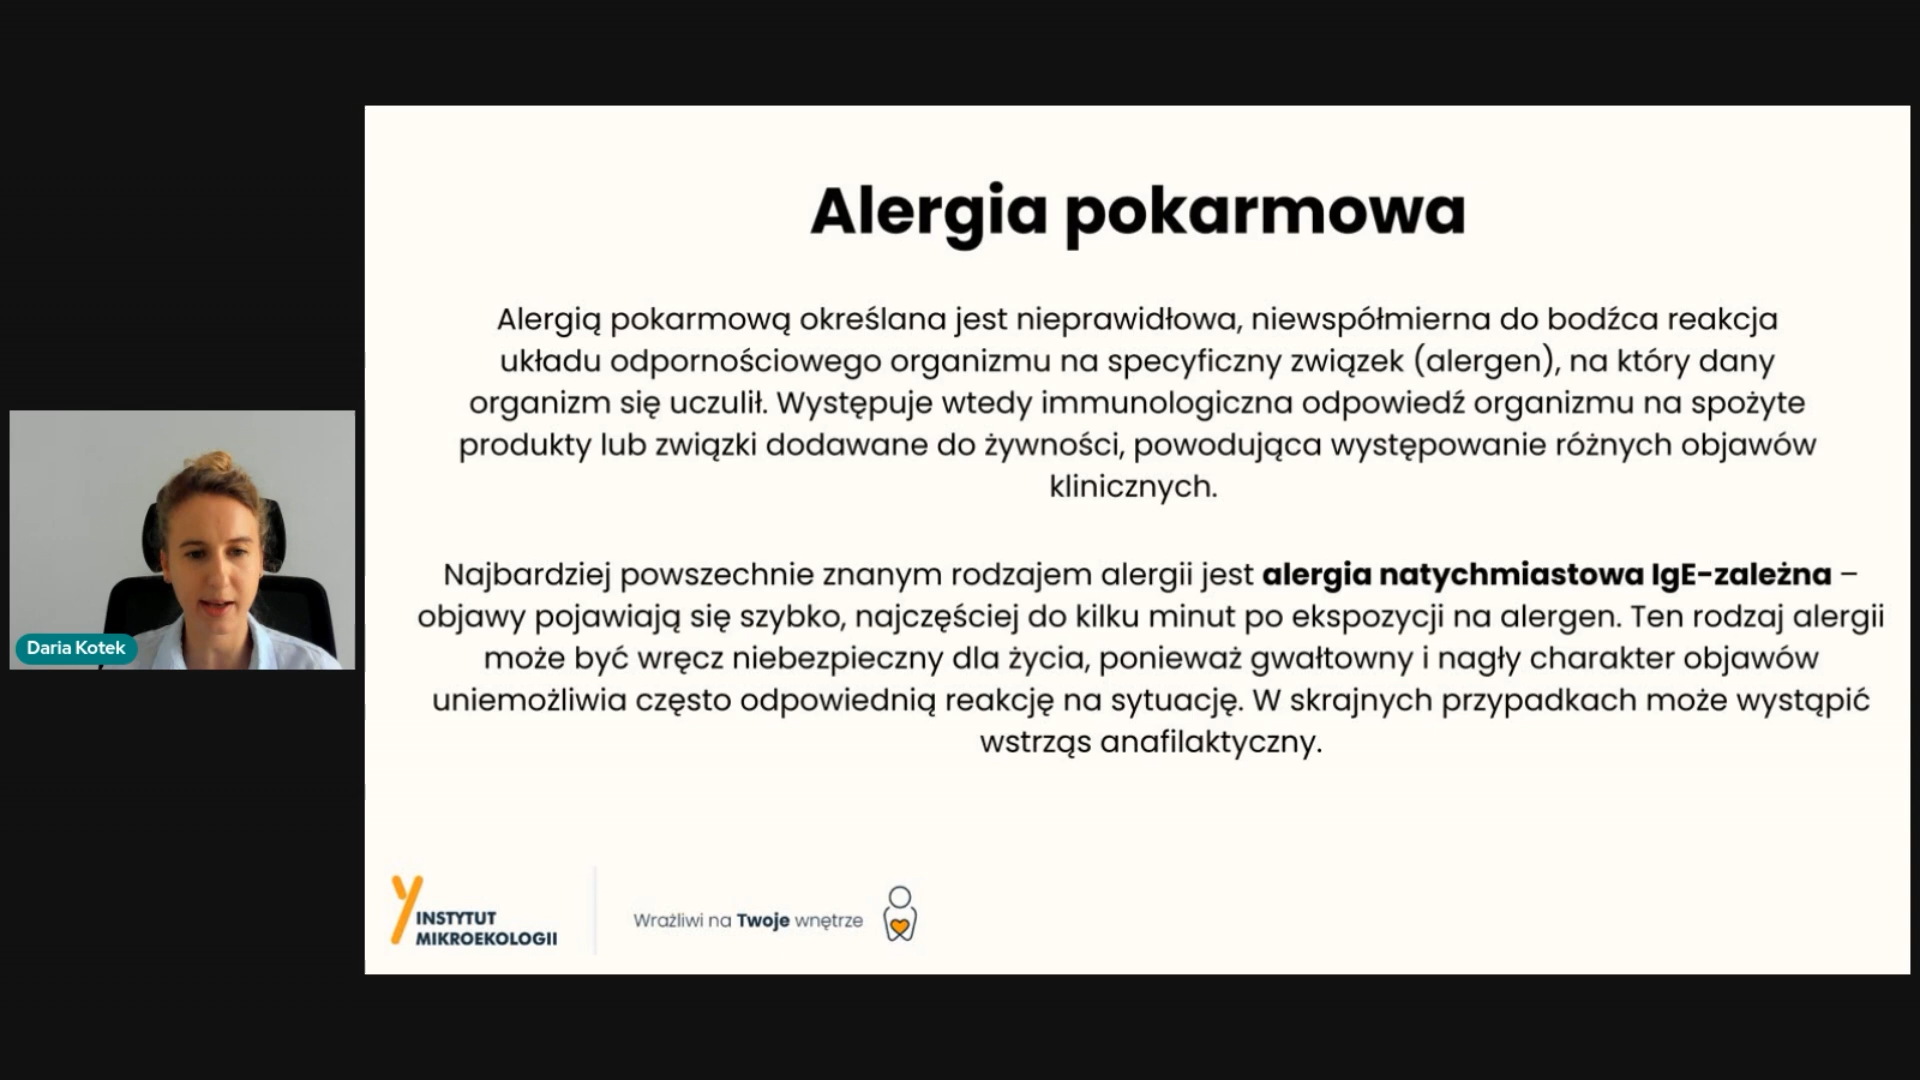 Alergia pokarmowa
Alergią pokarmową określana jest nieprawidłowa, niewspółmierna do bodźca reakcja
układu odpornościowego organizmu na specyficzny związek (alergen), na który dany
organizm się uczulił. Występuje wtedy immunologiczna odpowiedź organizmu na spożyte
produkty lub związki dodawane do żywności, powodująca występowanie różnych objawów
klinicznych.
Najbardziej powszechnie znanym rodzajem alergii jest alergia natychmiastowa IgE-zależna –
objawy pojawiają się szybko, najczęściej do kilku minut po ekspozycji na alergen. Ten rodzaj alergii
może być wręcz niebezpieczny dla życia, ponieważ gwałtowny i nagły charakter objawów
uniemożliwia często odpowiednią reakcję na sytuację. W skrajnych przypadkach może wystąpić
wstrząs anafilaktyczny.
Daria Kotek
INSTYTUT
MIKROEKOLOGII
Wrażliwi na Twoje wnętrze